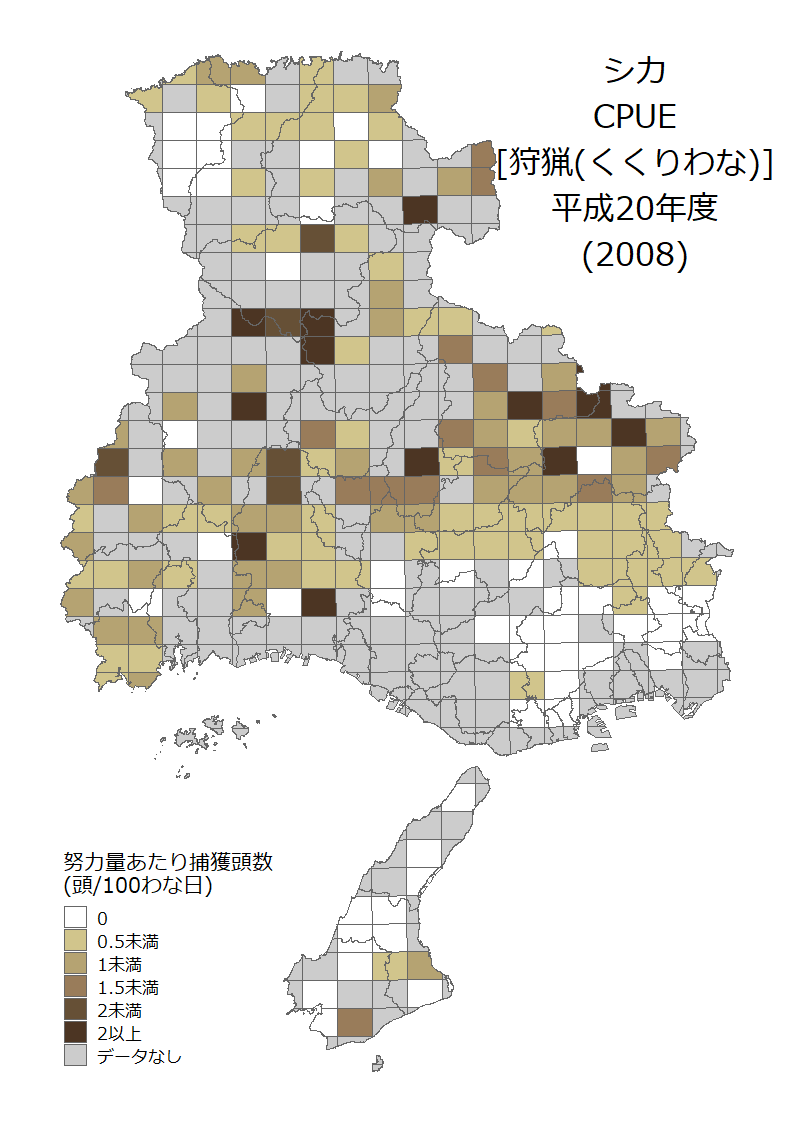 シカ
CPUE
[狩猟(くくりわな)]
平成20年度
(2008)
努力量あたり捕獲頭数
(頭/100わな日)
0
0.5未満
1未満
1.5未満
2未満
2以上
データなし